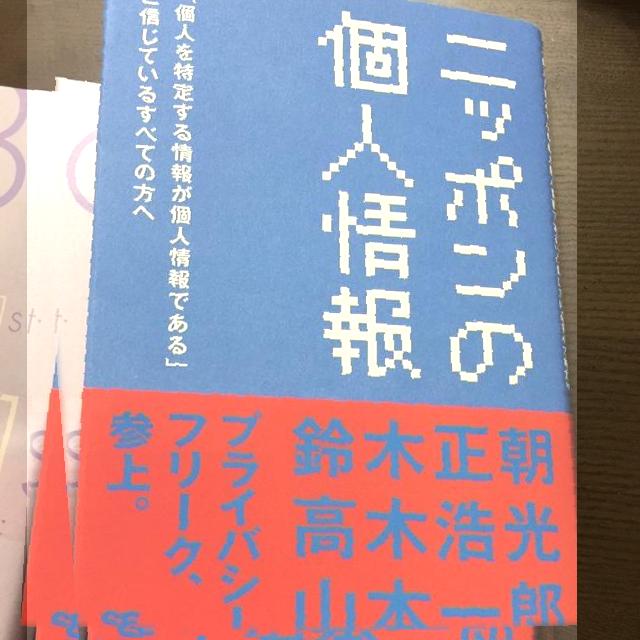 ニッポンの
個人情報
「個人を特定する情報が個人情報である」
と信じているすべての方へ
鈴木正朝
高木浩光
山本一郎
プライバシー
フリーク、
参上。